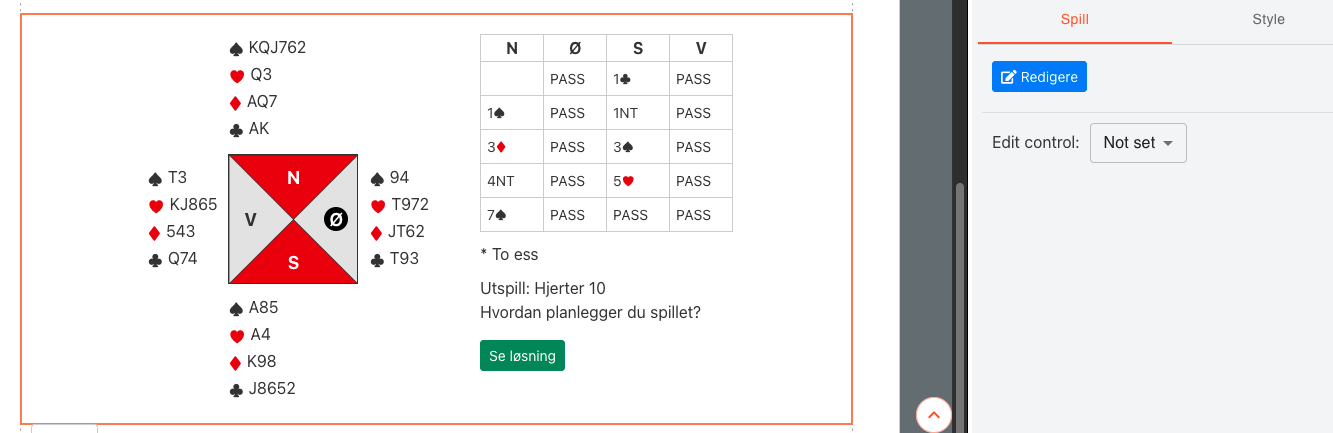 ♠ KQJ762
♥ Q3
♦ AQ7
♣ AK
♠ T3
♥ KJ865
♦ 543
♣ Q74
N
V
Ø
S
♠ 94
♥ T972
♦ JT62
♣ T93
♠ A85
♥ A4
♦ K98
♣ J8652
N Ø S V
PASS 1♣ PASS
1♠ PASS 1NT PASS
3♦ PASS 3♠ PASS
4NT PASS 5♥ PASS
7♠ PASS PASS PASS
* To ess
Utspill: Hjerter 10
Hvordan planlegger du spillet?
Se løsning
Spill
Style
Redigere
Edit control:
Not set